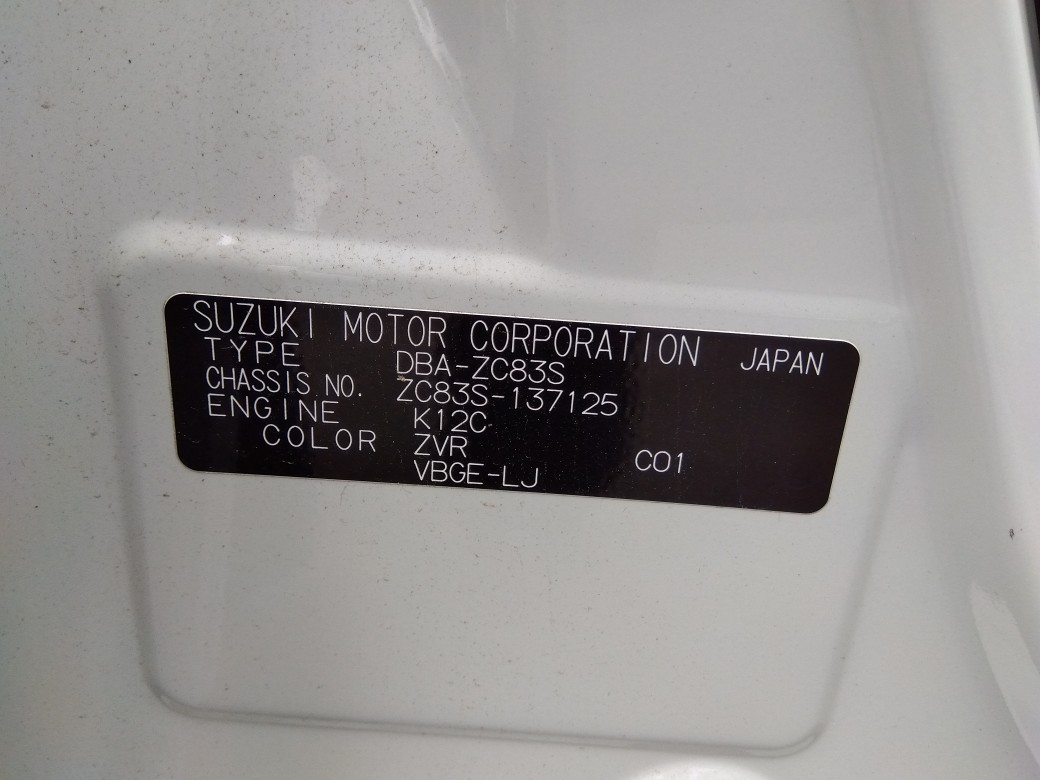 SUZUKI MOTOR CORPORATION JAPAN
TYPE DBA-ZC83S
CHASSIS NO. ZC83S-137125
ENGINE K12C
COLOR ZVR C01
VBGE-LJ